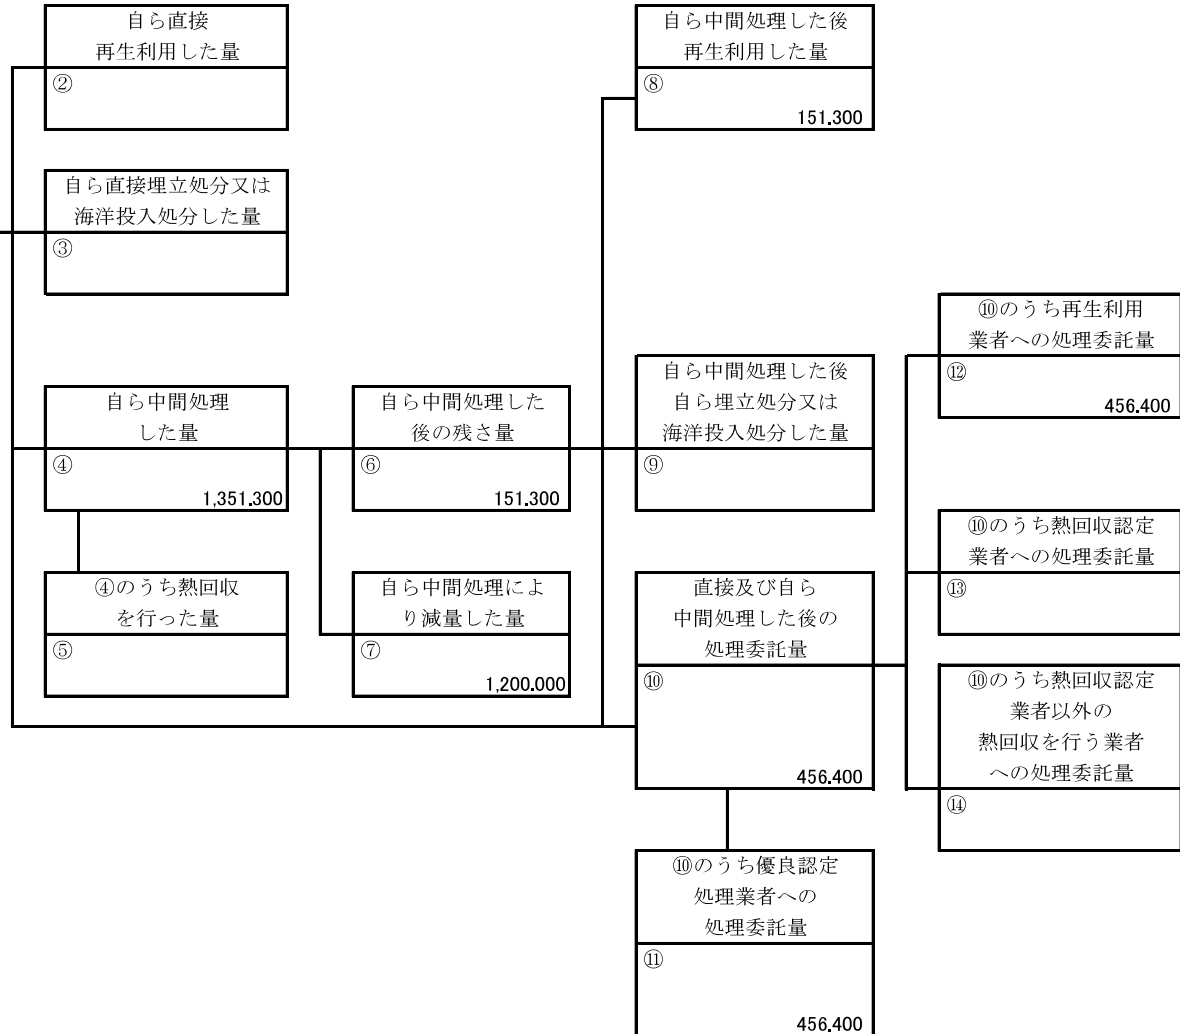 自ら直接
再生利用した量
②
自ら中間処理した後
再生利用した量
⑧
151.300
自ら直接埋立処分又は
海洋投入処分した量
③
⑩のうち再生利用
業者への処理委託量
⑫
456.400
自ら中間処理
した量
④
1,351.300
自ら中間処理した
後の残さ量
⑥
151.300
自ら中間処理した後
自ら埋立処分又は
海洋投入処分した量
⑨
⑩のうち熱回収認定
業者への処理委託量
⑬
④のうち熱回収
を行った量
⑤
自ら中間処理によ
り減量した量
⑦
1,200.000
直接及び自ら
中間処理した後の
処理委託量
⑩
456.400
⑩のうち熱回収認定
業者以外の
熱回収を行う業者
への処理委託量
⑭
⑩のうち優良認定
処理業者への
処理委託量
⑪
456.400